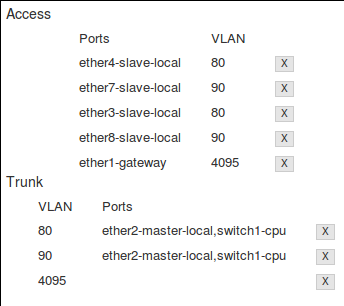 Access
Ports VLAN
ether4-slave-local 80 X
ether7-slave-local 90 X
ether3-slave-local 80 X
ether8-slave-local 90 X
ether1-gateway 4095 X
Trunk
VLAN Ports
80 ether2-master-local,switch1-cpu X
90 ether2-master-local,switch1-cpu X
4095 X